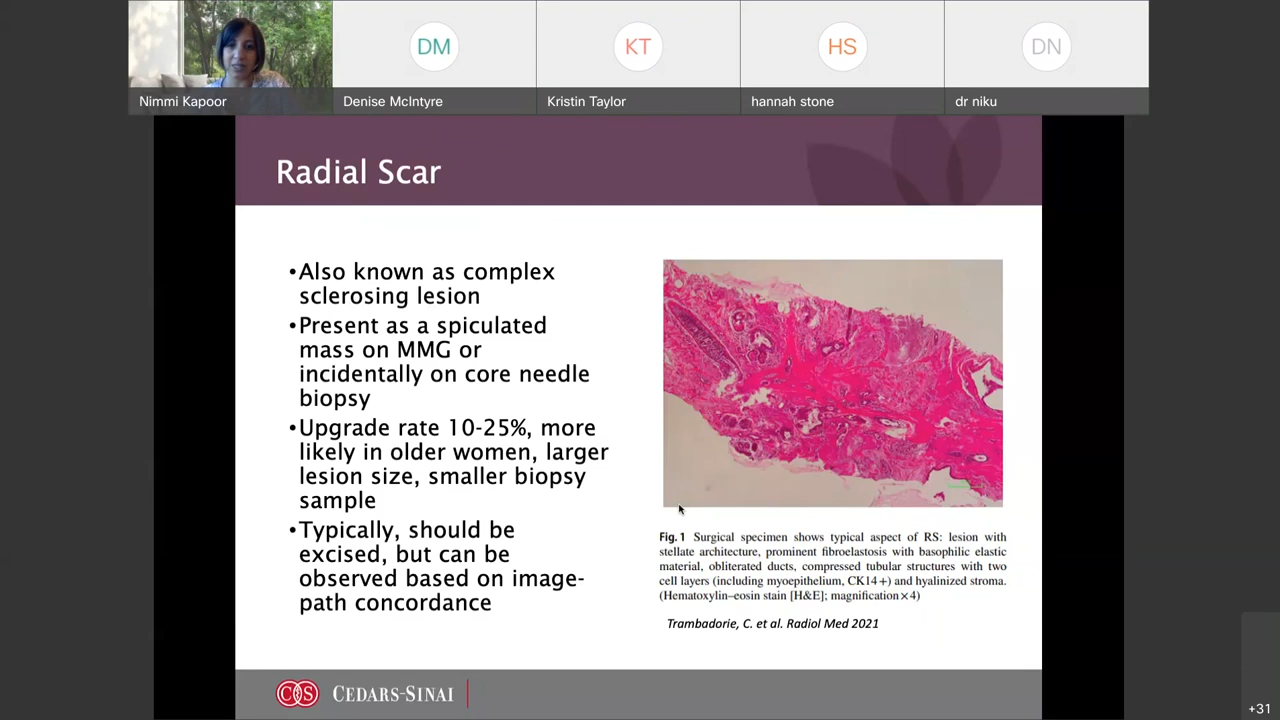 DM
KT
HS
DN
Nimmi Kapoor
Denise McIntyre
Kristin Taylor
hannah stone
dr niku
Radial Scar
•Also known as complex
sclerosing lesion
•Present as a spiculated
mass on MMG or
incidentally on core needle
biopsy
•Upgrade rate 10-25%, more
likely in older women, larger
lesion size, smaller biopsy
sample
•Typically, should be
excised, but can be
observed based on image-
path concordance
Fig. 1 Surgical specimen shows typical aspect of RS: lesion with
stellate architecture, prominent fibroelastosis with basophilic elastic
material, obliterated ducts, compressed tubular structures with two
cell layers (including myoepithelium, CK14+) and hyalinized stroma.
(Hematoxylin–eosin stain [H&E]; magnification×4)
Trambadorie, C. et al. Radiol Med 2021
CEDARS-SINAI
+31